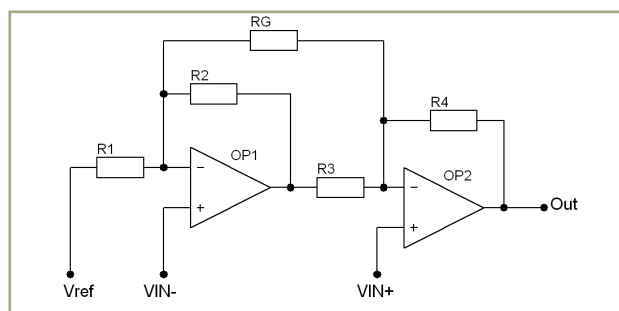 RG
R2
R4
R1
OP1
R3
OP2
−
+
−
+
Out
Vref
VIN-
VIN+